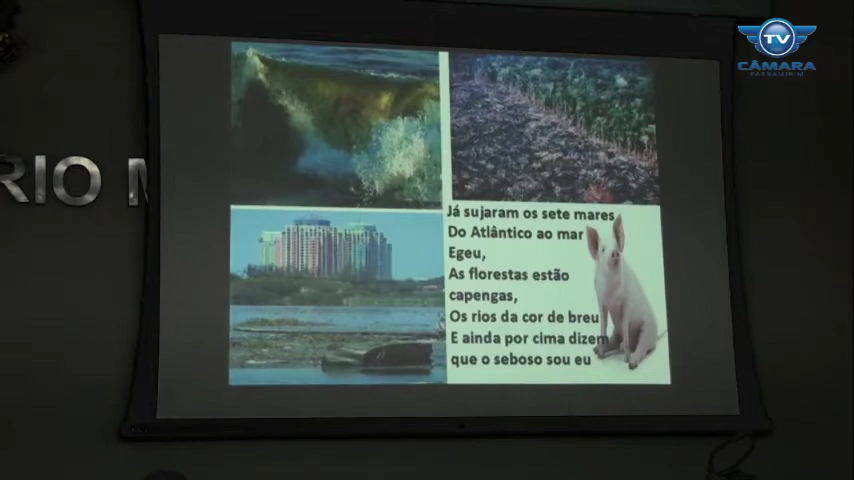 TV
CÂMARA
PARNAMIRIM
RIO M
Já sujaram os sete mares
Do Atlântico ao mar
Egeu,
As florestas estão
capengas,
Os rios da cor de breu
E ainda por cima dizem
que o seboso sou eu